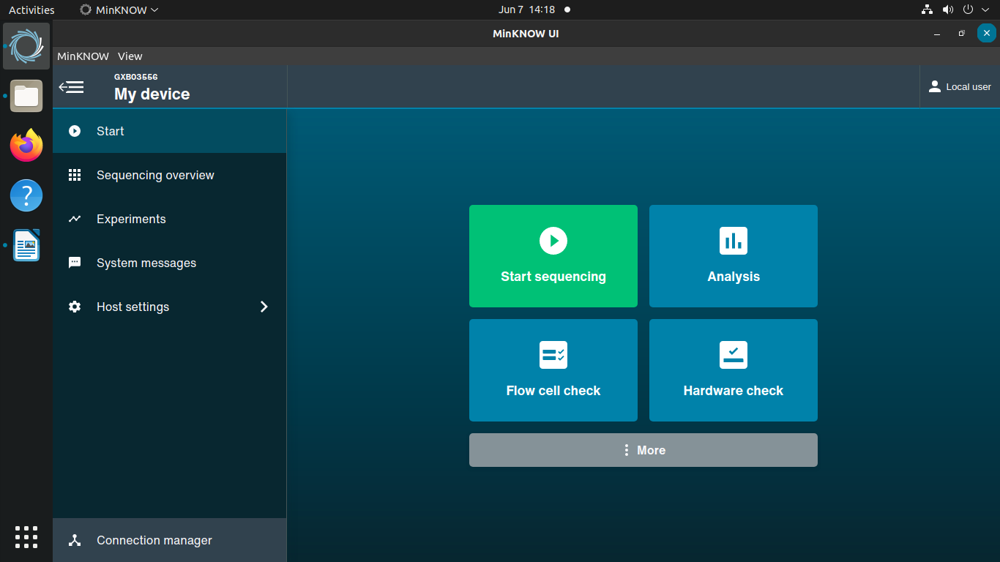 Activities
MinKNOW
Jun 7 14:18
MinKNOW UI
MinKNOW View
GXB03556
My device
Local user
Start
Sequencing overview
Experiments
System messages
Host settings
Connection manager
Start sequencing
Analysis
Flow cell check
Hardware check
More